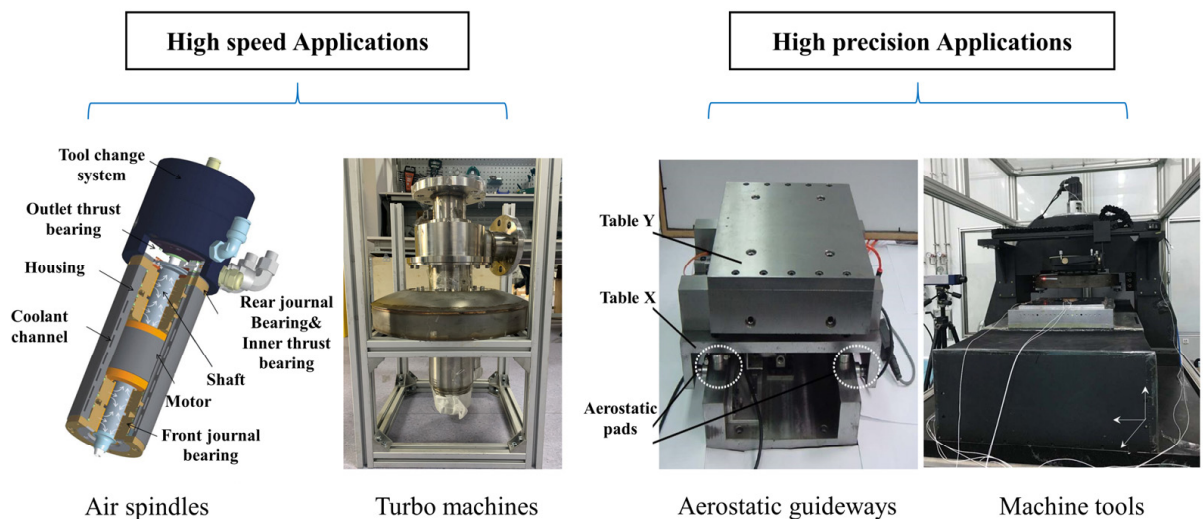 High speed Applications
High precision Applications
Tool change
system
Outlet thrust
bearing
Housing
Coolant
channel
Rear journal
Bearing&
Inner thrust
bearing
Shaft
Motor
Front journal
bearing
Table Y
Table X
Aerostatic
pads
Air spindles
Turbo machines
Aerostatic guideways
Machine tools